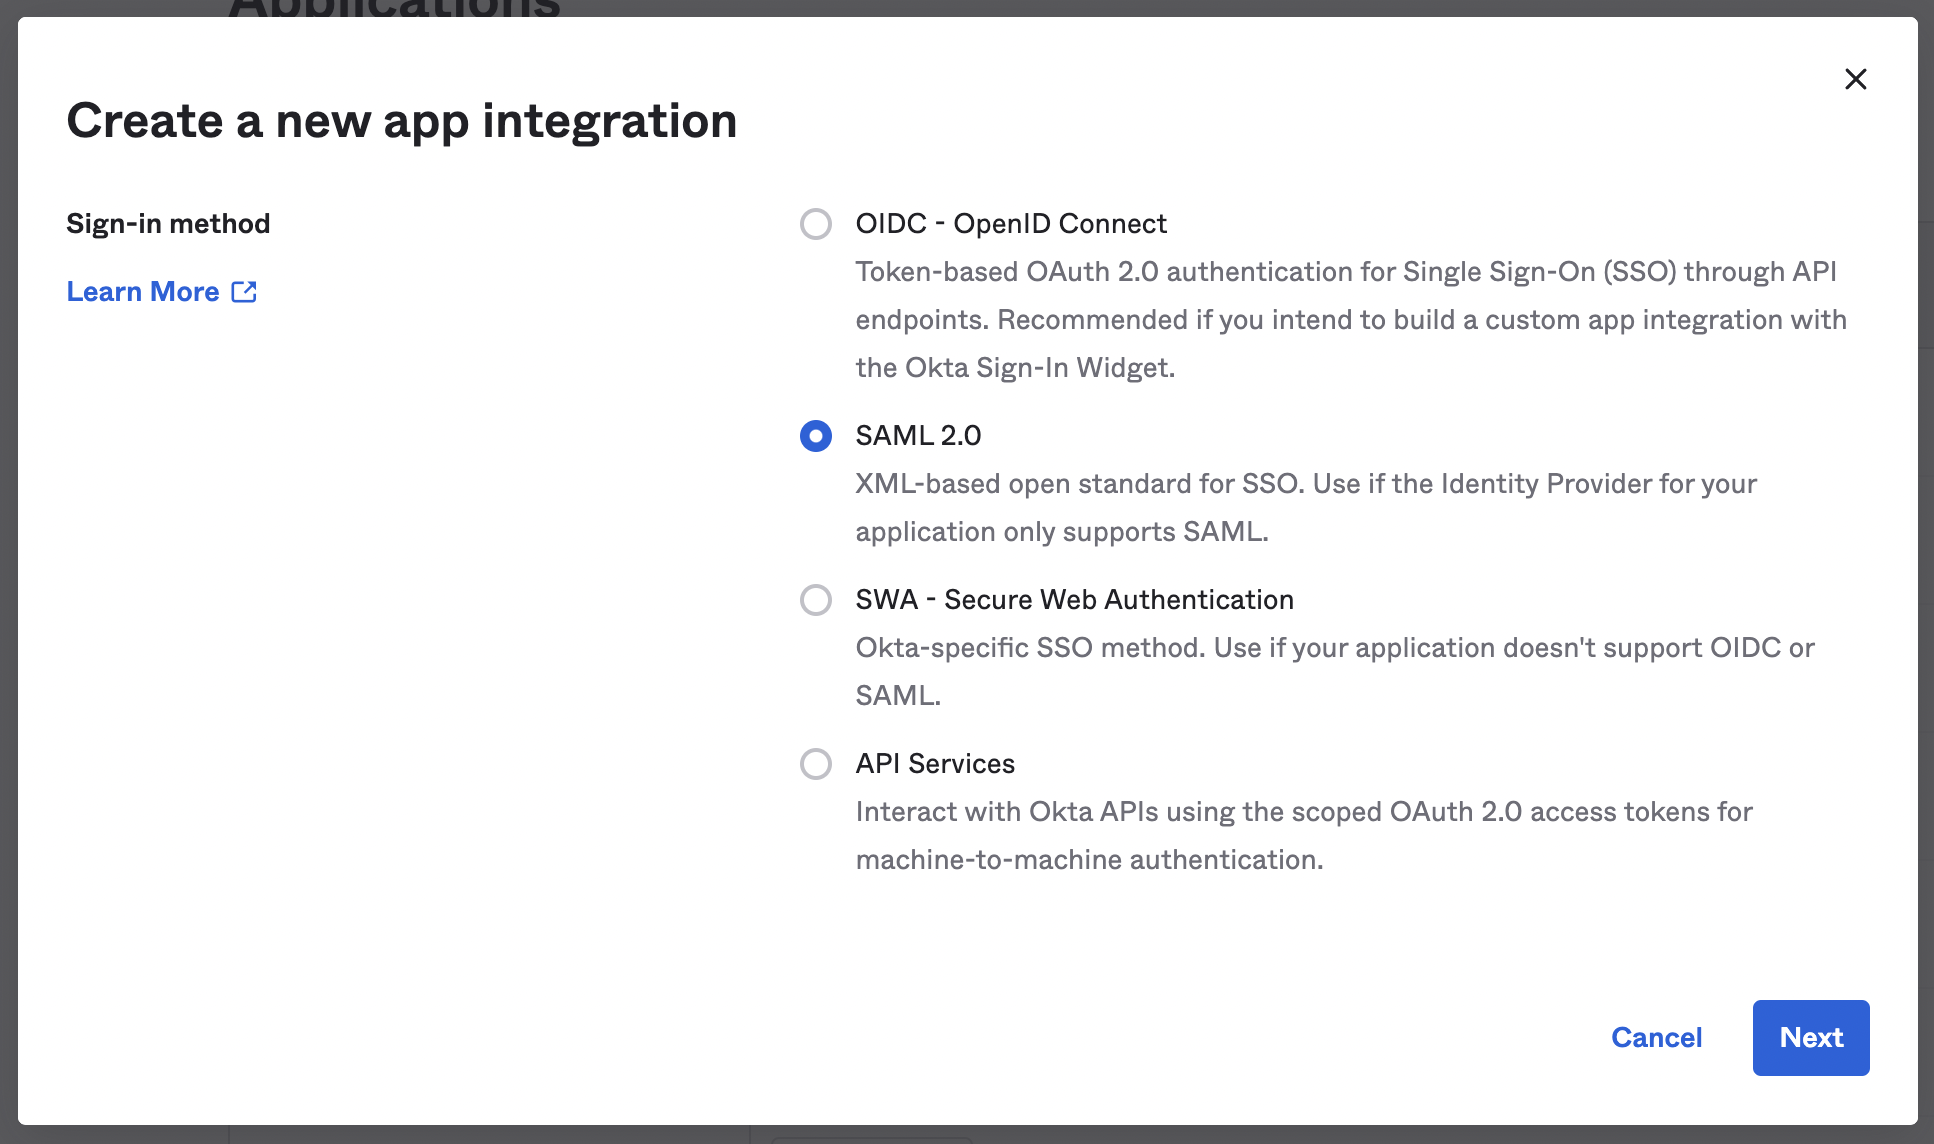 Applications
Create a new app integration
Sign-in method
Learn More
OIDC - OpenID Connect
Token-based OAuth 2.0 authentication for Single Sign-On (SSO) through API
endpoints. Recommended if you intend to build a custom app integration with
the Okta Sign-In Widget.
SAML 2.0
XML-based open standard for SSO. Use if the Identity Provider for your
application only supports SAML.
SWA - Secure Web Authentication
Okta-specific SSO method. Use if your application doesn't support OIDC or
SAML.
API Services
Interact with Okta APIs using the scoped OAuth 2.0 access tokens for
machine-to-machine authentication.
Cancel
Next